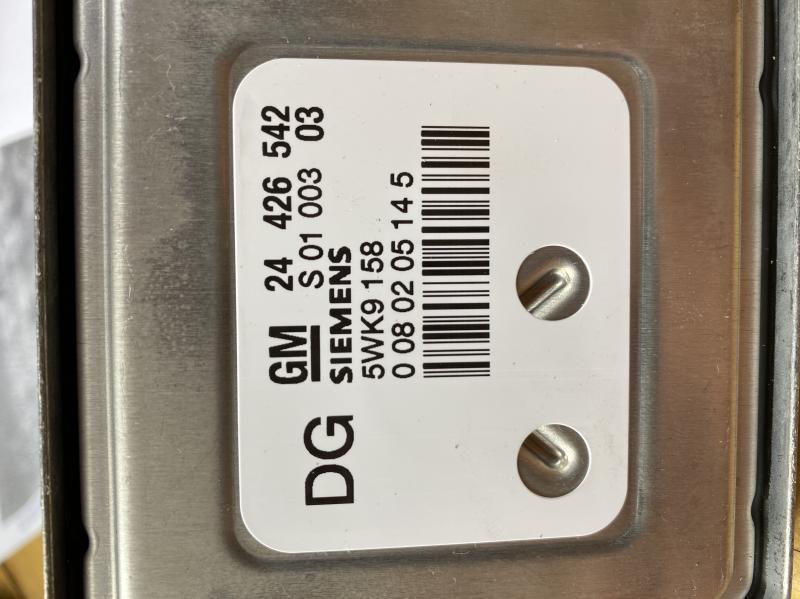 DG
GM 24 426 542
S 01 003 03
SIEMENS
5WK9 158
0 08 02 05 14 5